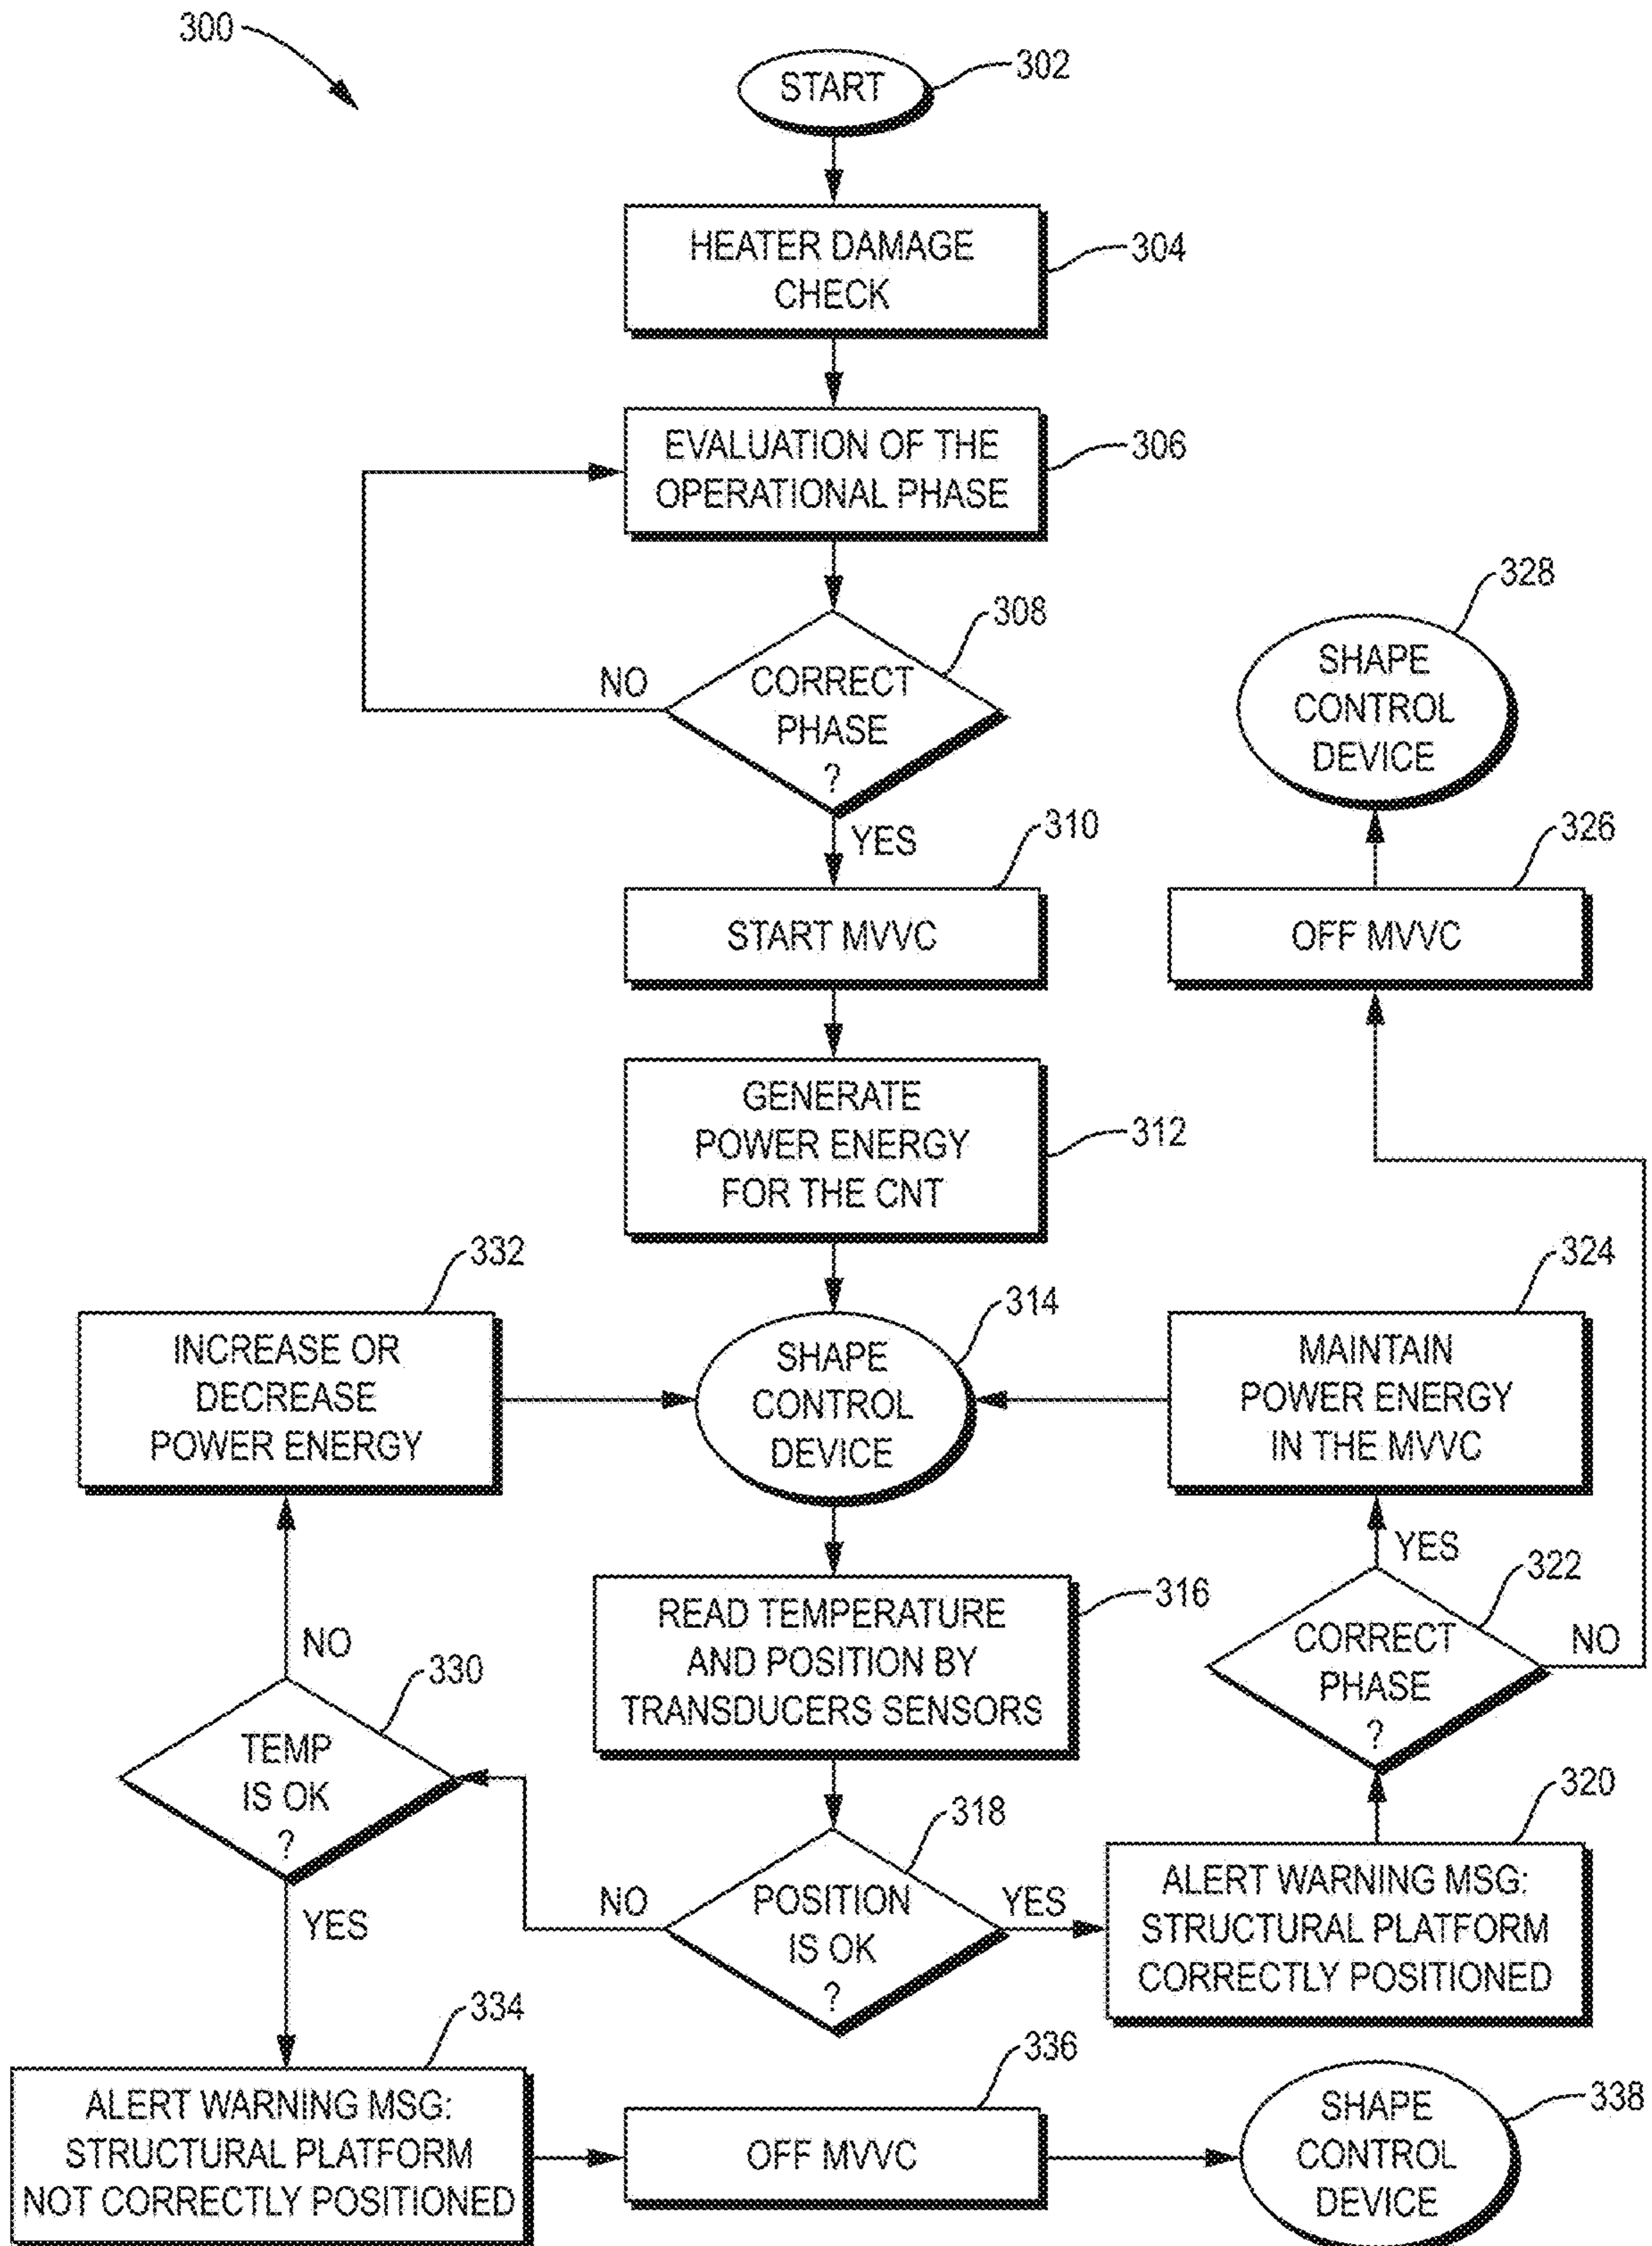 300
START
302
HEATER DAMAGE
CHECK
304
EVALUATION OF THE
OPERATIONAL PHASE
306
308
CORRECT
PHASE
?
NO
YES
328
SHAPE
CONTROL
DEVICE
310
START MVVC
326
OFF MVVC
GENERATE
POWER ENERGY
FOR THE CNT
312
332
INCREASE OR
DECREASE
POWER ENERGY
314
SHAPE
CONTROL
DEVICE
324
MAINTAIN
POWER ENERGY
IN THE MVVC
YES
322
CORRECT
PHASE
?
NO
READ TEMPERATURE
AND POSITION BY
TRANSDUCERS SENSORS
316
NO
330
TEMP
IS OK
?
YES
318
POSITION
IS OK
?
NO
YES
320
ALERT WARNING MSG:
STRUCTURAL PLATFORM
CORRECTLY POSITIONED
334
ALERT WARNING MSG:
STRUCTURAL PLATFORM
NOT CORRECTLY POSITIONED
336
OFF MVVC
338
SHAPE
CONTROL
DEVICE